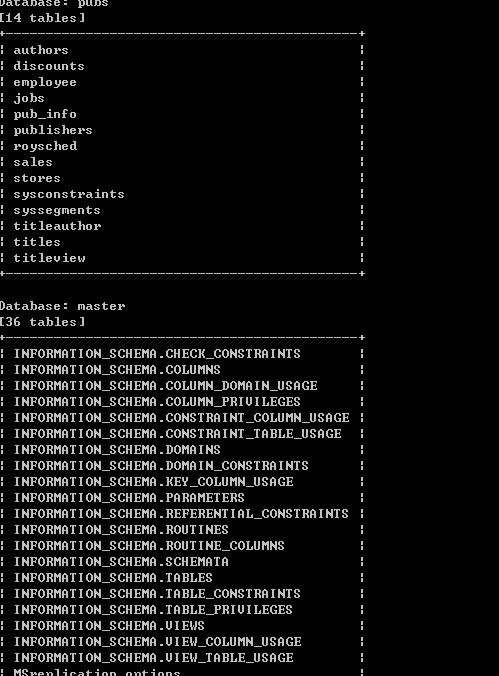 Database: pubs
[14 tables]
+-------------------------------------------+
¦ authors ¦
¦ discounts ¦
¦ employee ¦
¦ jobs ¦
¦ pub_info ¦
¦ publishers ¦
¦ roysched ¦
¦ sales ¦
¦ stores ¦
¦ sysconstraints ¦
¦ syssegments ¦
¦ titleauthor ¦
¦ titles ¦
¦ titleview ¦
+-------------------------------------------+
Database: master
[36 tables]
+-------------------------------------------+
¦ INFORMATION_SCHEMA.CHECK_CONSTRAINTS ¦
¦ INFORMATION_SCHEMA.COLUMNS ¦
¦ INFORMATION_SCHEMA.COLUMN_DOMAIN_USAGE ¦
¦ INFORMATION_SCHEMA.COLUMN_PRIVILEGES ¦
¦ INFORMATION_SCHEMA.CONSTRAINT_COLUMN_USAGE ¦
¦ INFORMATION_SCHEMA.CONSTRAINT_TABLE_USAGE ¦
¦ INFORMATION_SCHEMA.DOMAINS ¦
¦ INFORMATION_SCHEMA.DOMAIN_CONSTRAINTS ¦
¦ INFORMATION_SCHEMA.KEY_COLUMN_USAGE ¦
¦ INFORMATION_SCHEMA.PARAMETERS ¦
¦ INFORMATION_SCHEMA.REFERENTIAL_CONSTRAINTS ¦
¦ INFORMATION_SCHEMA.ROUTINES ¦
¦ INFORMATION_SCHEMA.ROUTINE_COLUMNS ¦
¦ INFORMATION_SCHEMA.SCHEMATA ¦
¦ INFORMATION_SCHEMA.TABLES ¦
¦ INFORMATION_SCHEMA.TABLE_CONSTRAINTS ¦
¦ INFORMATION_SCHEMA.TABLE_PRIVILEGES ¦
¦ INFORMATION_SCHEMA.VIEWS ¦
¦ INFORMATION_SCHEMA.VIEW_COLUMN_USAGE ¦
¦ INFORMATION_SCHEMA.VIEW_TABLE_USAGE ¦
¦ MSreplication_options ¦